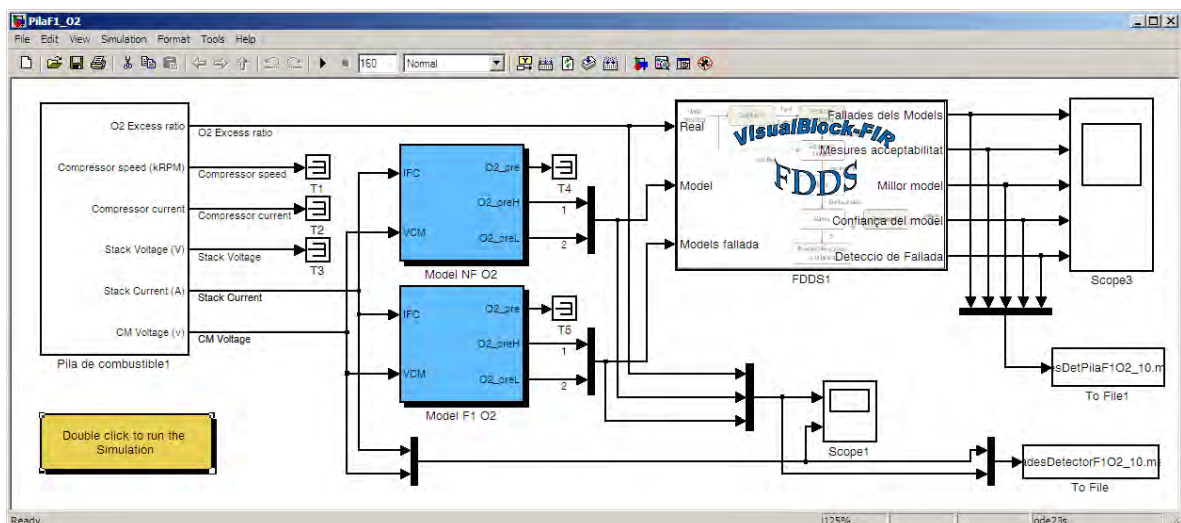 PilaF1_O2
File Edit View Simulation Format Tools Help
160 Normal
O2 Excess ratio
O2 Excess ratio
Compressor speed (kRPM)
Compressor speed
T1
Compressor current
Compressor current
T2
Stack Voltage (V)
Stack Voltage
T3
Stack Current (A)
Stack Current
CM Voltage (v)
CM Voltage
Pila de combustible1
IFC
VCM
O2_pre
O2_preH
O2_preL
T4
1
2
Model NF O2
IFC
VCM
O2_pre
O2_preH
O2_preL
T5
1
2
Model F1 O2
Real
Model
Models fallada
VisualBlock-FIR
FDDS
Fallades dels Models
Mesures acceptabilitat
Millor model
Confiança del model
Deteccio de Fallada
FDDS1
Scope3
sDetPilaF1O2_10.m
To File1
Scope1
adesDetectorF1O2_10.m
To File
Double click to run the
Simulation
Ready
125%
ode23s